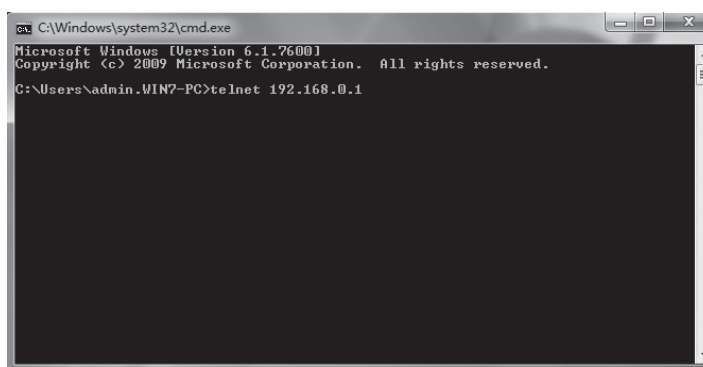 C:\Windows\system32\cmd.exe
Microsoft Windows [Version 6.1.7600]
Copyright (c) 2009 Microsoft Corporation.  All rights reserved.
C:\Users\admin.WIN7-PC>telnet 192.168.0.1